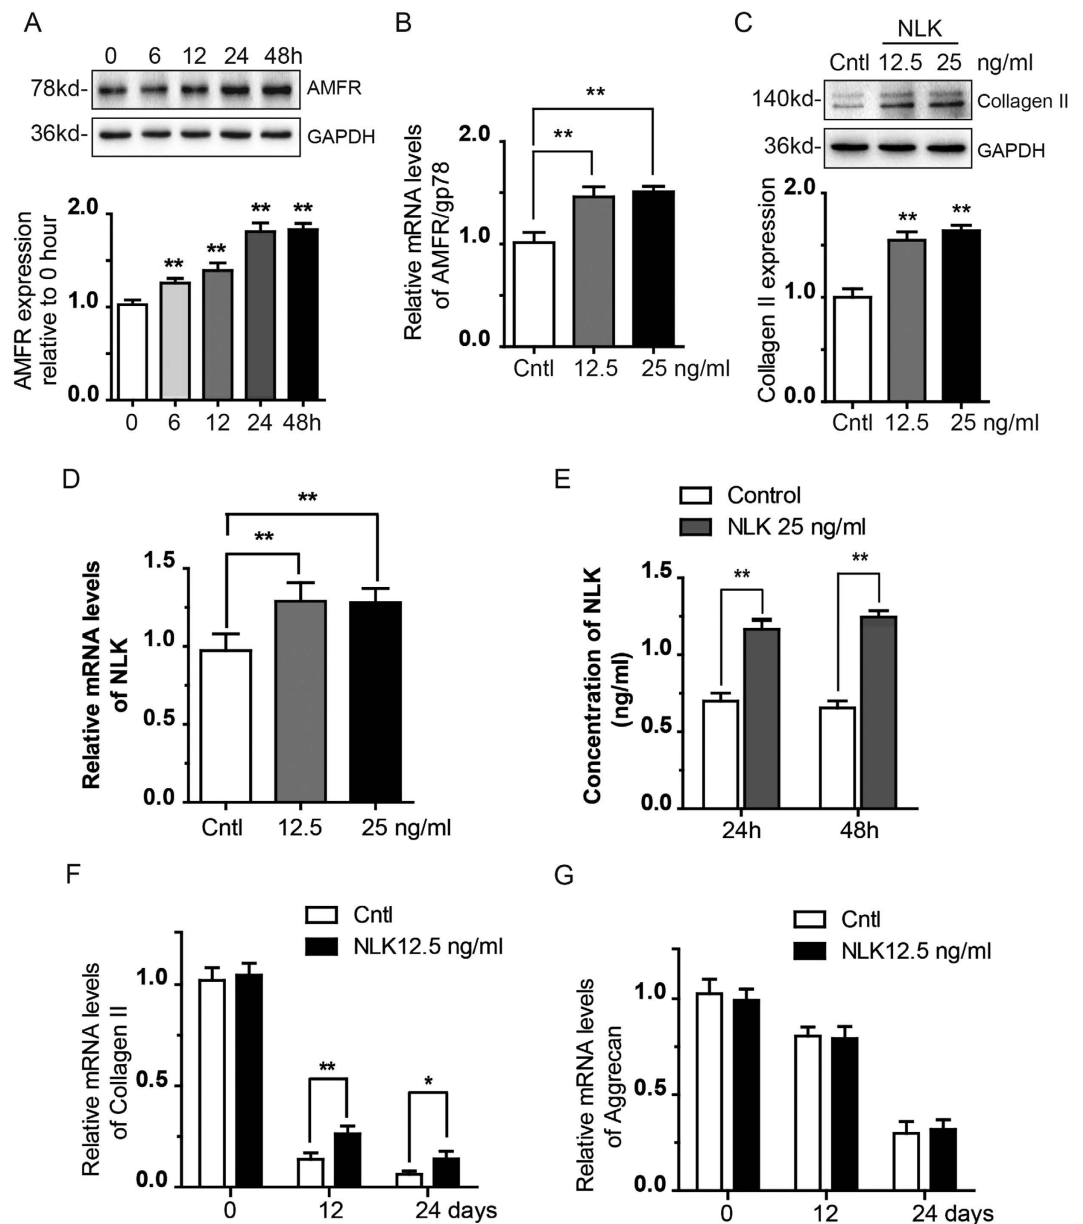 A
0 6 12 24 48h
78kd- AMFR
36kd- GAPDH
AMFR expression
relative to 0 hour
2.0
1.0
0.0
** ** ** **
0 6 12 24 48h
B
Relative mRNA levels
of AMFR/gp78
2.0
1.0
0.0
**
**
Cntl 12.5 25 ng/ml
C
NLK
Cntl 12.5 25 ng/ml
140kd- Collagen II
36kd- GAPDH
Collagen II expression
2.0
1.0
0.0
** **
Cntl 12.5 25 ng/ml
D
Relative mRNA levels
of NLK
1.5
1.0
0.5
0.0
**
**
Cntl 12.5 25 ng/ml
E
Control
NLK 25 ng/ml
Concentration of NLK
(ng/ml)
1.5
1.0
0.5
0.0
** **
24h 48h
F
Cntl
NLK12.5 ng/ml
Relative mRNA levels
of Collagen II
1.0
0.5
0.0
** *
0 12 24 days
G
Cntl
NLK12.5 ng/ml
Relative mRNA levels
of Aggrecan
1.0
0.5
0.0
0 12 24 days